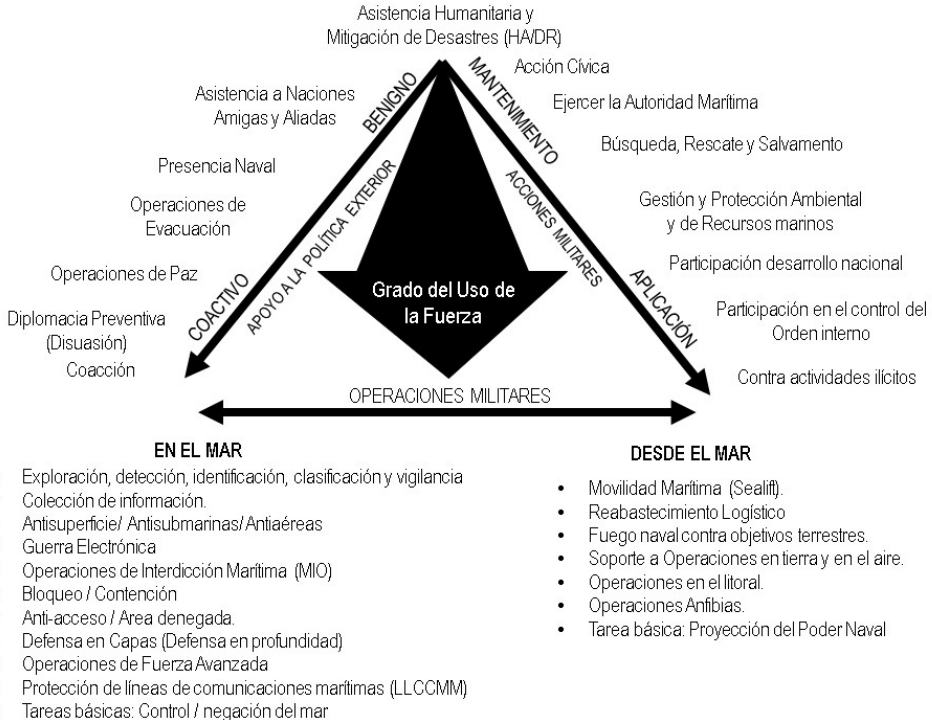 Asistencia Humanitaria y
Mitigación de Desastres (HA/DR)
BENIGNO
MANTENIMIENTO
Acción Cívica
Asistencia a Naciones
Amigas y Aliadas
Ejercer la Autoridad Marítima
Búsqueda, Rescate y Salvamento
Presencia Naval
APOYO A LA POLÍTICA EXTERIOR
ACCIONES MILITARES
Operaciones de
Evacuación
Gestión y Protección Ambiental
y de Recursos marinos
Operaciones de Paz
COACTIVO
Grado del Uso de
la Fuerza
APLICACIÓN
Participación desarrollo nacional
Diplomacia Preventiva
(Disuasión)
Participación en el control del
Orden interno
Coacción
Contra actividades ilícitos
OPERACIONES MILITARES
EN EL MAR
Exploración, detección, identificación, clasificación y vigilancia
Colección de información.
Antisuperficie/ Antisubmarinas/Antiaéreas
Guerra Electrónica
Operaciones de Interdicción Marítima (MIO)
Bloqueo / Contención
Anti-acceso / Area denegada.
Defensa en Capas (Defensa en profundidad)
Operaciones de Fuerza Avanzada
Protección de líneas de comunicaciones marítimas (LLCCMM)
Tareas básicas: Control / negación del mar
DESDE EL MAR
• Movilidad Marítima (Sealift).
• Reabastecimiento Logístico
• Fuego naval contra objetivos terrestres.
• Soporte a Operaciones en tierra y en el aire.
• Operaciones en el litoral.
• Operaciones Anfibias.
• Tarea básica: Proyección del Poder Naval